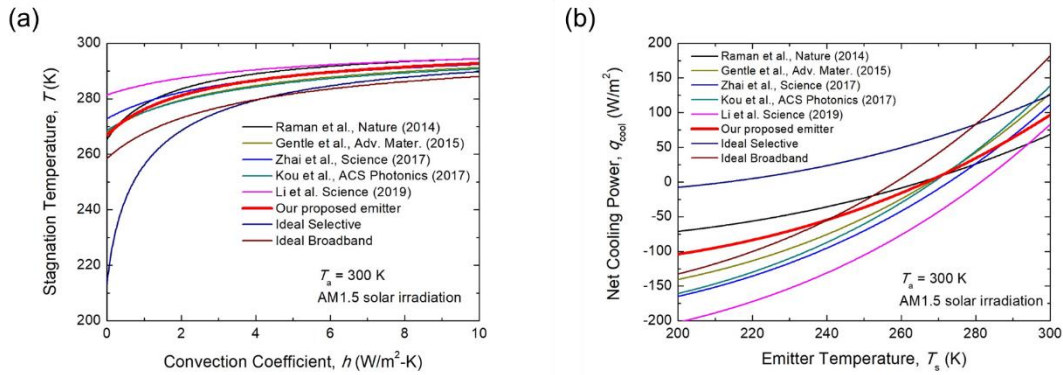 (a)
300
290
280
270
260
250
240
230
220
210
200
Stagnation Temperature, T (K)
Raman et al., Nature (2014)
Gentle et al., Adv. Mater. (2015)
Zhai et al., Science (2017)
Kou et al., ACS Photonics (2017)
Li et al. Science (2019)
Our proposed emitter
Ideal Selective
Ideal Broadband
Ta = 300 K
AM1.5 solar irradiation
0 2 4 6 8 10
Convection Coefficient, h (W/m²-K)
(b)
200
150
100
50
0
-50
-100
-150
-200
Net Cooling Power, qcool (W/m²)
Raman et al., Nature (2014)
Gentle et al., Adv. Mater. (2015)
Zhai et al., Science (2017)
Kou et al., ACS Photonics (2017)
Li et al. Science (2019)
Our proposed emitter
Ideal Selective
Ideal Broadband
Ta = 300 K
AM1.5 solar irradiation
200 220 240 260 280 300
Emitter Temperature, Ts (K)